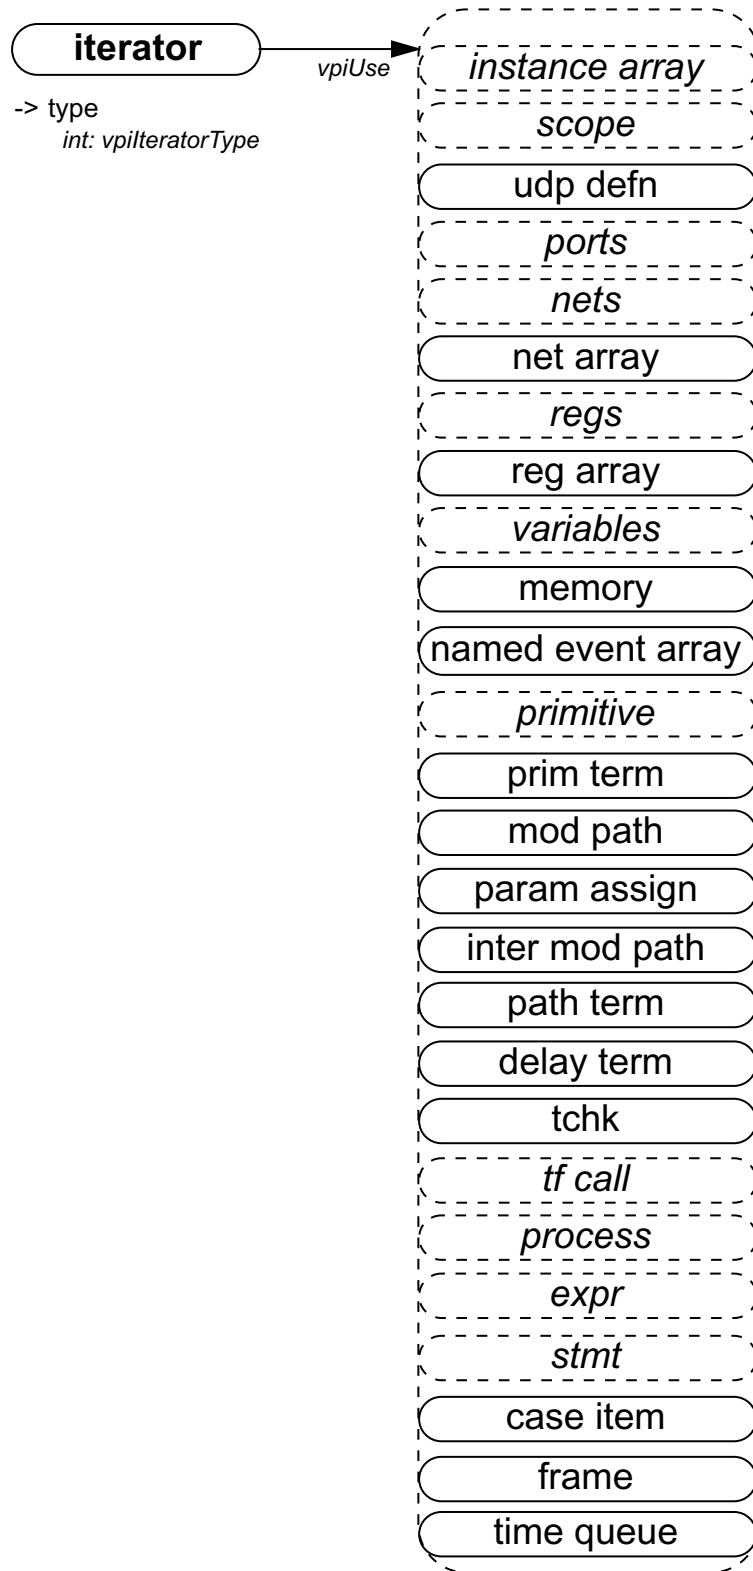 iterator
vpiUse
-> type
int: vpiIteratorType
instance array
scope
udp defn
ports
nets
net array
regs
reg array
variables
memory
named event array
primitive
prim term
mod path
param assign
inter mod path
path term
delay term
tchk
tf call
process
expr
stmt
case item
frame
time queue